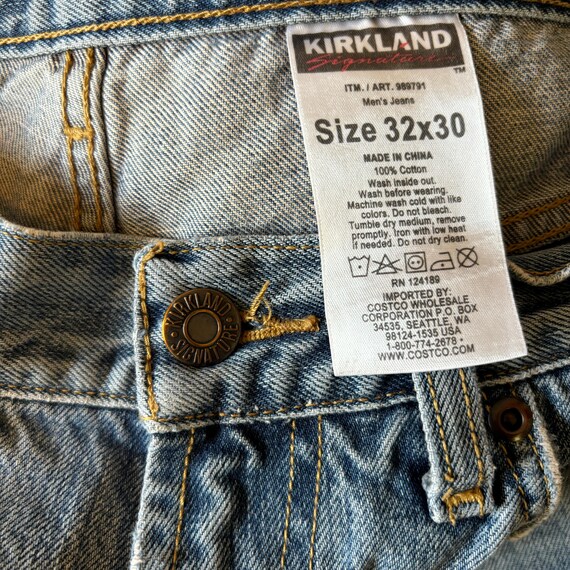 KIRKLAND
Signature
TM
ITM. / ART. 989791
Men's Jeans
Size 32x30
MADE IN CHINA
100% Cotton
Wash inside out.
Wash before wearing.
Machine wash cold with like
colors. Do not bleach.
Tumble dry medium, remove
promptly. Iron with low heat
if needed. Do not dry clean.
RN 124189
IMPORTED BY:
COSTCO WHOLESALE
CORPORATION P.O. BOX
34535, SEATTLE, WA
98124-1535 USA
1-800-774-2678 •
WWW.COSTCO.COM
KIRKLAND
SIGNATURE